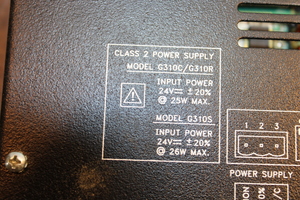 CLASS 2 POWER SUPPLY
MODEL G310C/G310R
INPUT POWER
24V ⎓ ±20%
@ 25W MAX.
MODEL G310S
INPUT POWER
24V ⎓ ±20%
@ 26W MAX.
1 2 3
POWER SUPPLY